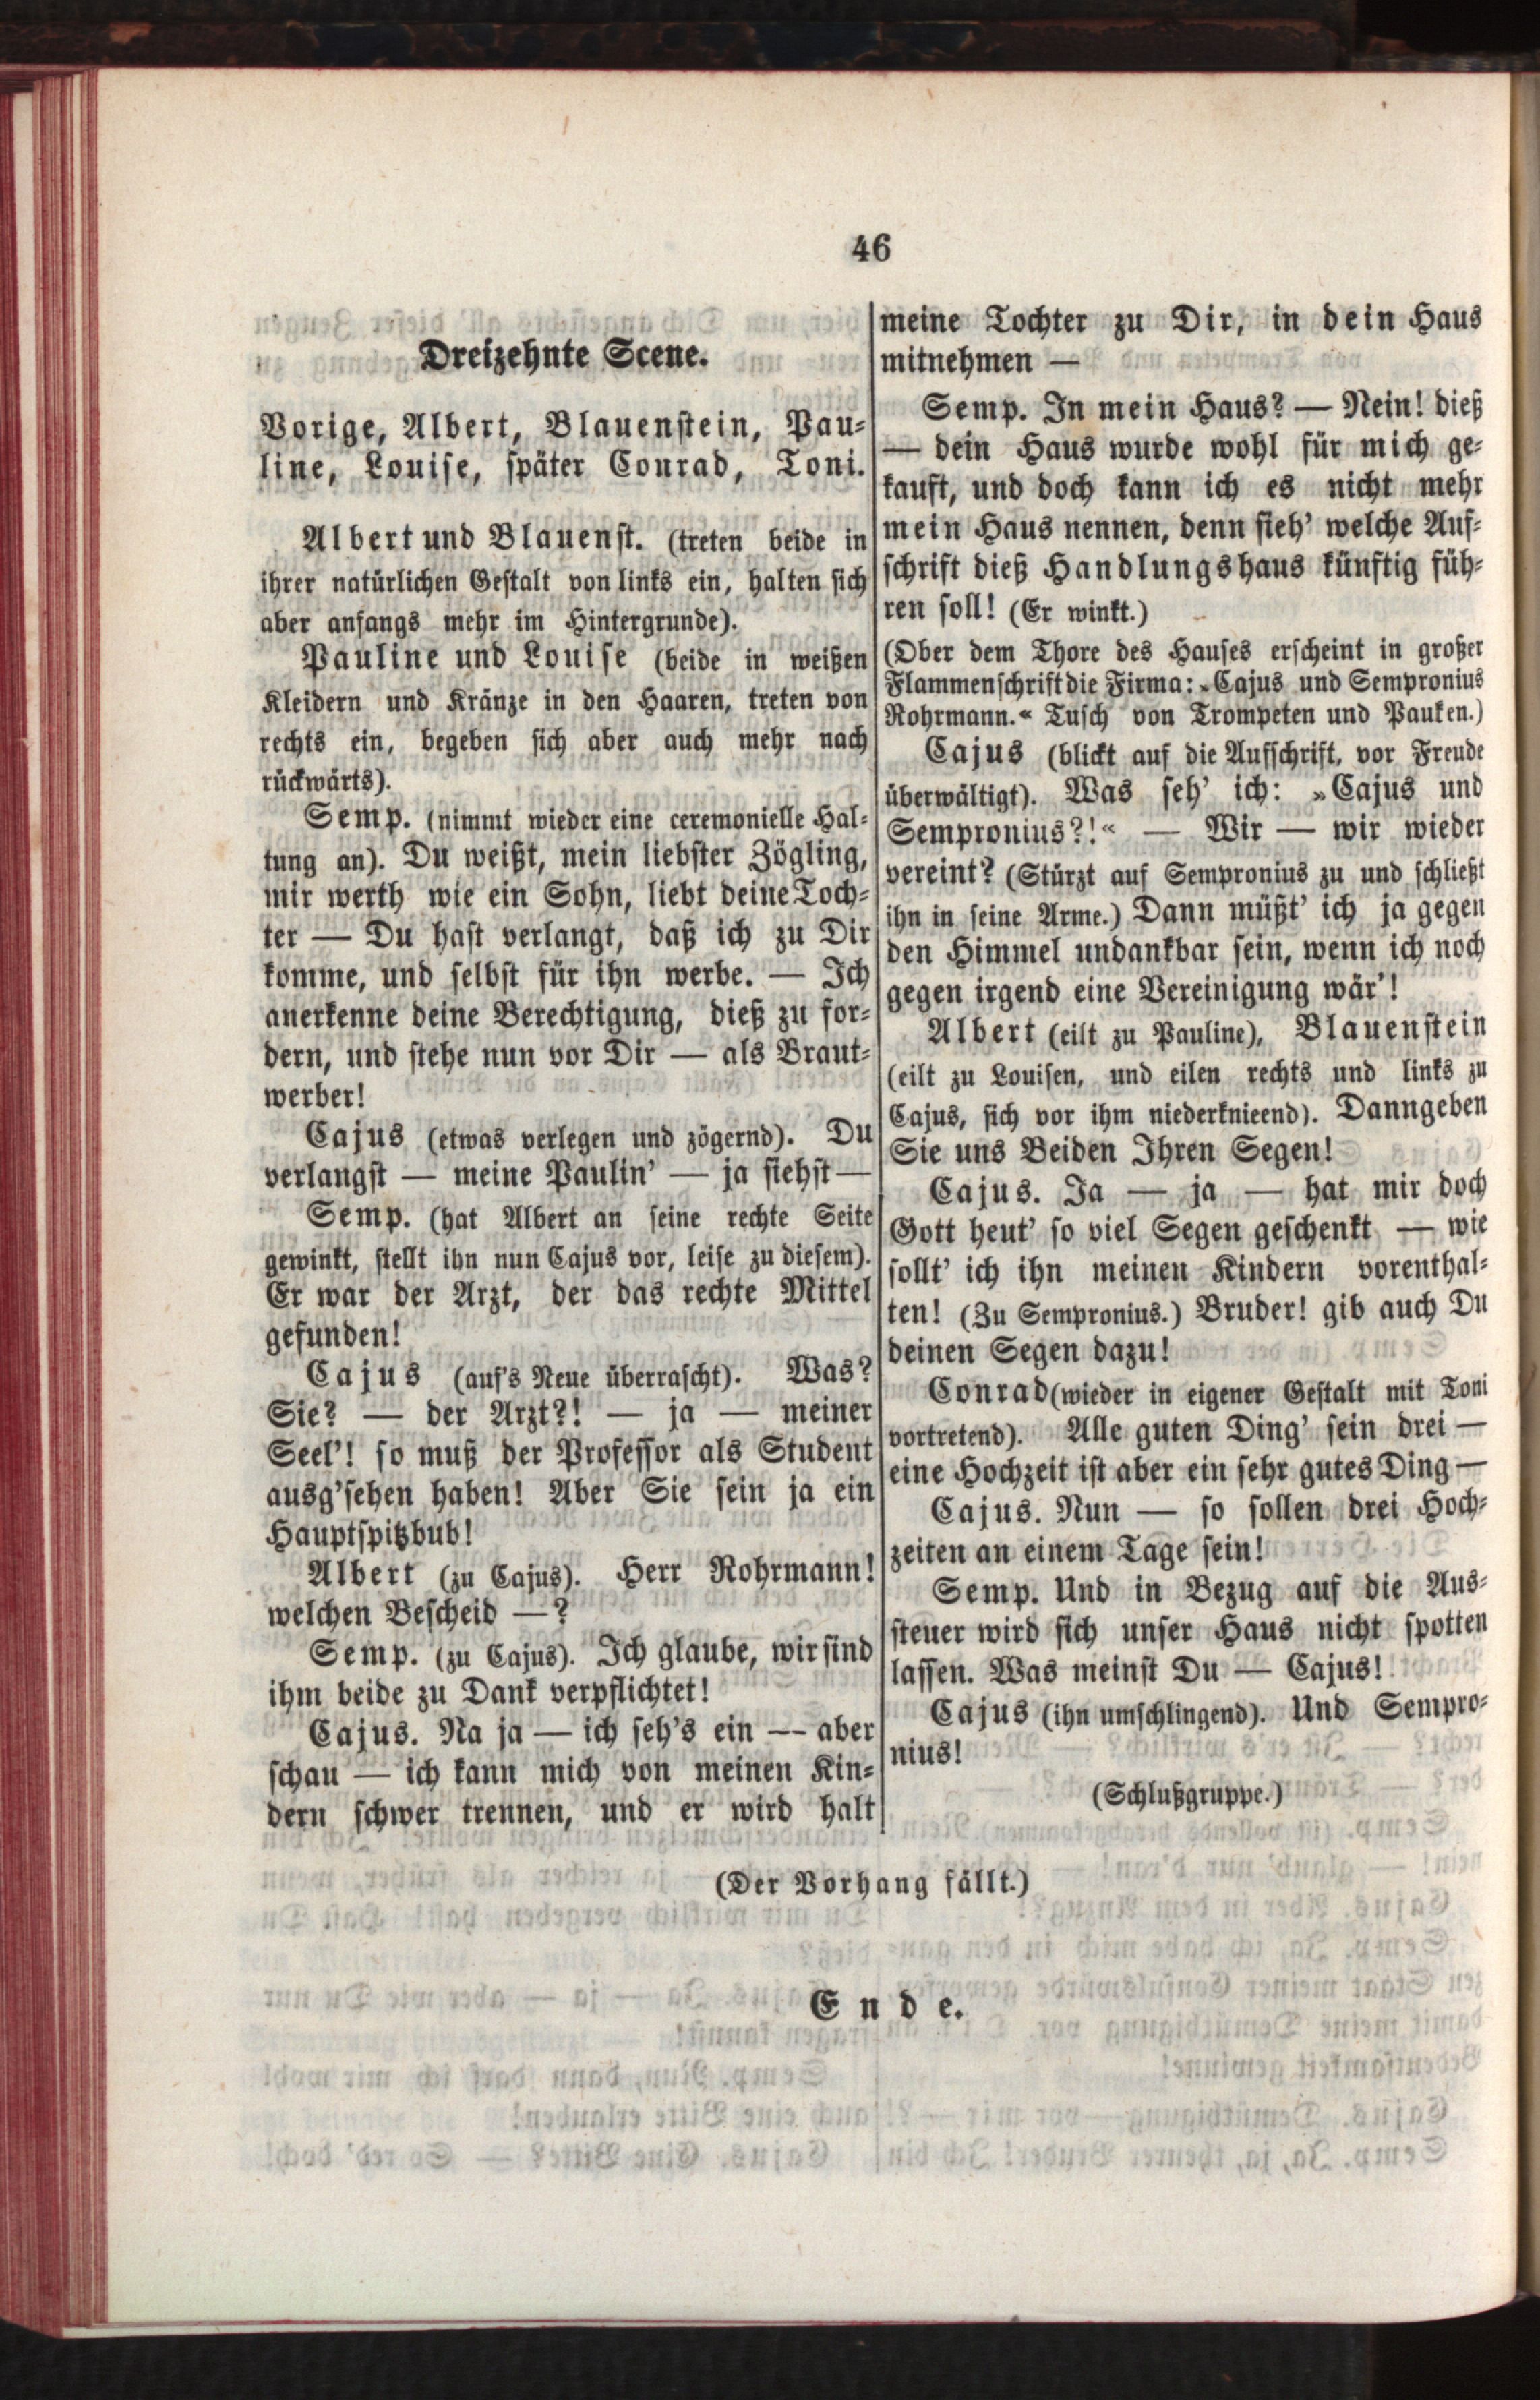 46
Dreizehnte Scene.
Vorige, Albert, Blauenstein, Pau-
line, Louise, später Conrad, Toni.
Albert und Blauenst. (treten beide in
ihrer natürlichen Gestalt von links ein, halten sich
aber anfangs mehr im Hintergrunde).
Pauline und Louise (beide in weißen
Kleidern und Kränze in den Haaren, treten von
rechts ein, begeben sich aber auch mehr nach
rückwärts).
Semp. (nimmt wieder eine ceremonielle Hal-
tung an). Du weißt, mein liebster Zögling,
mir werth wie ein Sohn, liebt deine Toch-
ter — Du hast verlangt, daß ich zu Dir
komme, und selbst für ihn werbe. — Ich
anerkenne deine Berechtigung, dieß zu for-
dern, und stehe nun vor Dir — als Braut-
werber!
Cajus (etwas verlegen und zögernd). Du
verlangst — meine Paulin' — ja siehst —
Semp. (hat Albert an seine rechte Seite
gewinkt, stellt ihn nun Cajus vor, leise zu diesem).
Er war der Arzt, der das rechte Mittel
gefunden!
Cajus (auf's Neue überrascht). Was?
Sie? — der Arzt?! — ja — meiner
Seel'! so muß der Professor als Student
ausg'sehen haben! Aber Sie sein ja ein
Hauptspitzbub!
Albert (zu Cajus). Herr Rohrmann!
welchen Bescheid —?
Semp. (zu Cajus). Ich glaube, wir sind
ihm beide zu Dank verpflichtet!
Cajus. Na ja — ich seh's ein — aber
schau — ich kann mich von meinen Kin-
dern schwer trennen, und er wird halt
meine Tochter zu Dir, in dein Haus
mitnehmen —
Semp. In mein Haus? — Nein! dieß
— dein Haus wurde wohl für mich ge-
kauft, und doch kann ich es nicht mehr
mein Haus nennen, denn sieh' welche Auf-
schrift dieß Handlungshaus künftig füh-
ren soll! (Er winkt.)
(Ober dem Thore des Hauses erscheint in großer
Flammenschrift die Firma: »Cajus und Sempronius
Rohrmann.« Tusch von Trompeten und Pauken.)
Cajus (blickt auf die Aufschrift, vor Freude
überwältigt). Was seh' ich: »Cajus und
Sempronius?!« — Wir — wir wieder
vereint? (Stürzt auf Sempronius zu und schließt
ihn in seine Arme.) Dann müßt' ich ja gegen
den Himmel undankbar sein, wenn ich noch
gegen irgend eine Vereinigung wär'!
Albert (eilt zu Pauline), Blauenstein
(eilt zu Louisen, und eilen rechts und links zu
Cajus, sich vor ihm niederknieend). Dann geben
Sie uns Beiden Ihren Segen!
Cajus. Ja — ja — hat mir doch
Gott heut' so viel Segen geschenkt — wie
sollt' ich ihn meinen Kindern vorenthal-
ten! (Zu Sempronius.) Bruder! gib auch Du
deinen Segen dazu!
Conrad (wieder in eigener Gestalt mit Toni
vortretend). Alle guten Ding' sein drei —
eine Hochzeit ist aber ein sehr gutes Ding —
Cajus. Nun — so sollen drei Hoch-
zeiten an einem Tage sein!
Semp. Und in Bezug auf die Aus-
steuer wird sich unser Haus nicht spotten
lassen. Was meinst Du — Cajus!
Cajus (ihn umschlingend). Und Sempro-
nius!
(Schlußgruppe.)
(Der Vorhang fällt.)
Ende.